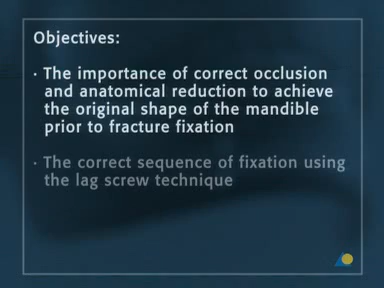 Objectives:
· The importance of correct occlusion
and anatomical reduction to achieve
the original shape of the mandible
prior to fracture fixation
· The correct sequence of fixation using
the lag screw technique